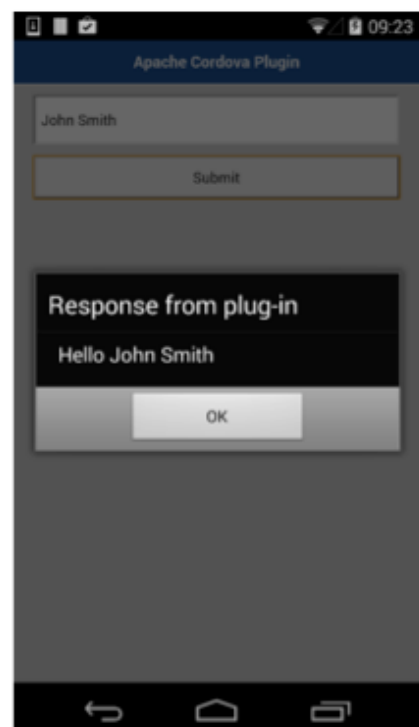 09:23
Apache Cordova Plugin
John Smith
Submit
Response from plug-in
Hello John Smith
OK